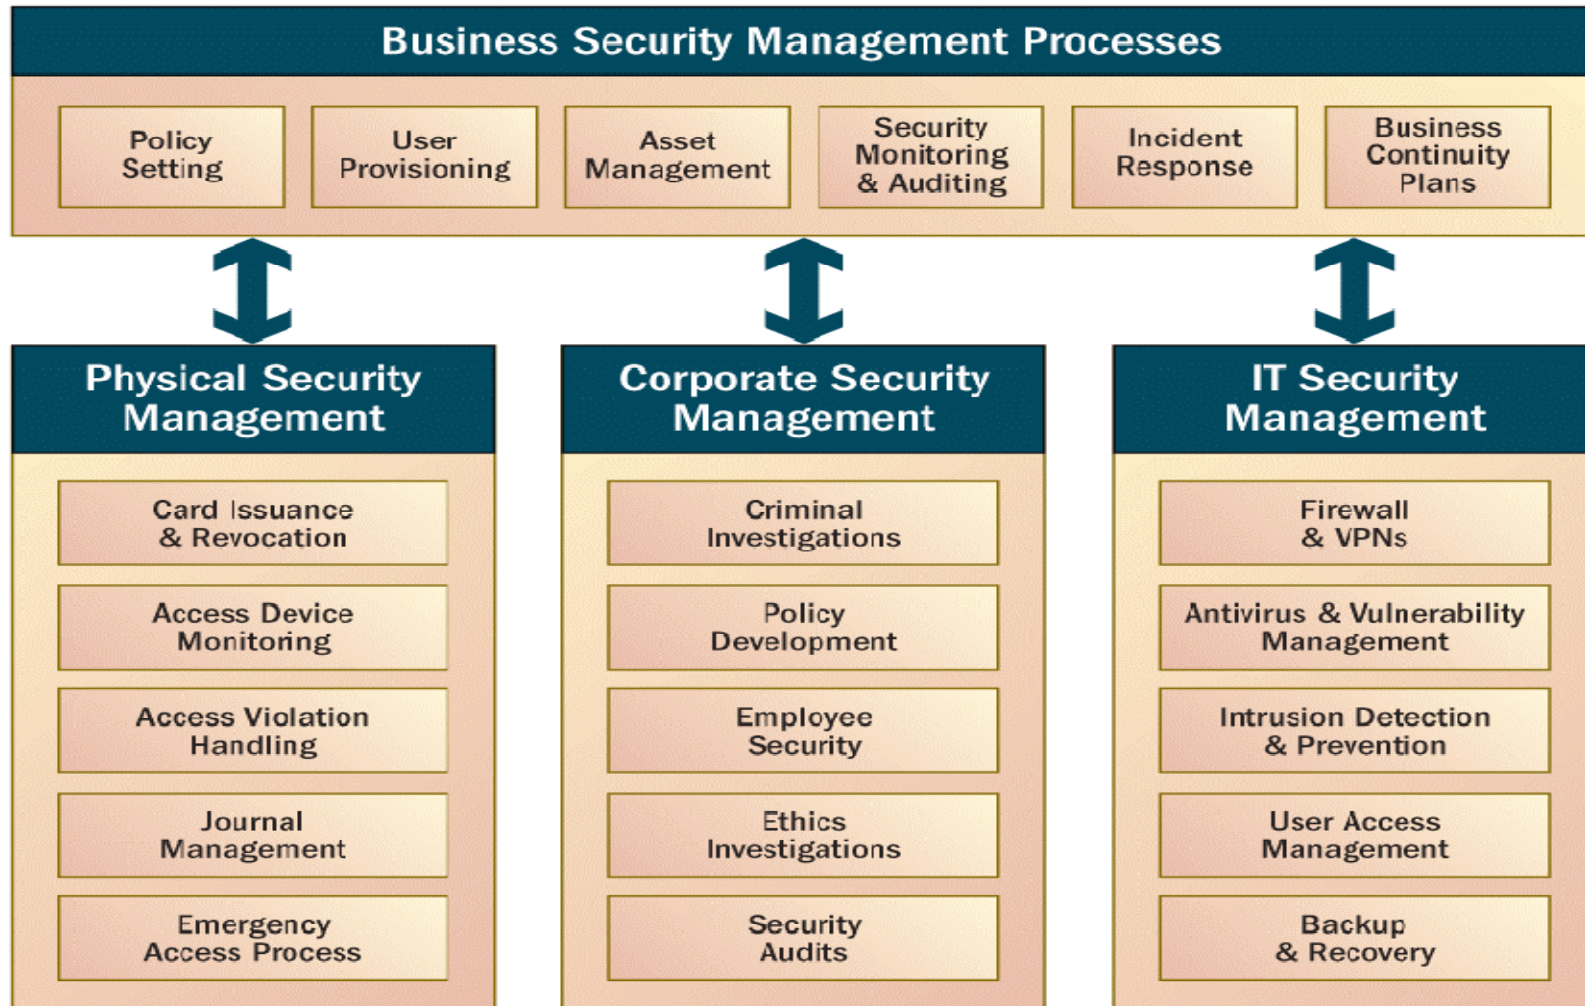 Business Security Management Processes
Policy
Setting
User
Provisioning
Asset
Management
Security
Monitoring
& Auditing
Incident
Response
Business
Continuity
Plans
Physical Security
Management
Card Issuance
& Revocation
Access Device
Monitoring
Access Violation
Handling
Journal
Management
Emergency
Access Process
Corporate Security
Management
Criminal
Investigations
Policy
Development
Employee
Security
Ethics
Investigations
Security
Audits
IT Security
Management
Firewall
& VPNs
Antivirus & Vulnerability
Management
Intrusion Detection
& Prevention
User Access
Management
Backup
& Recovery